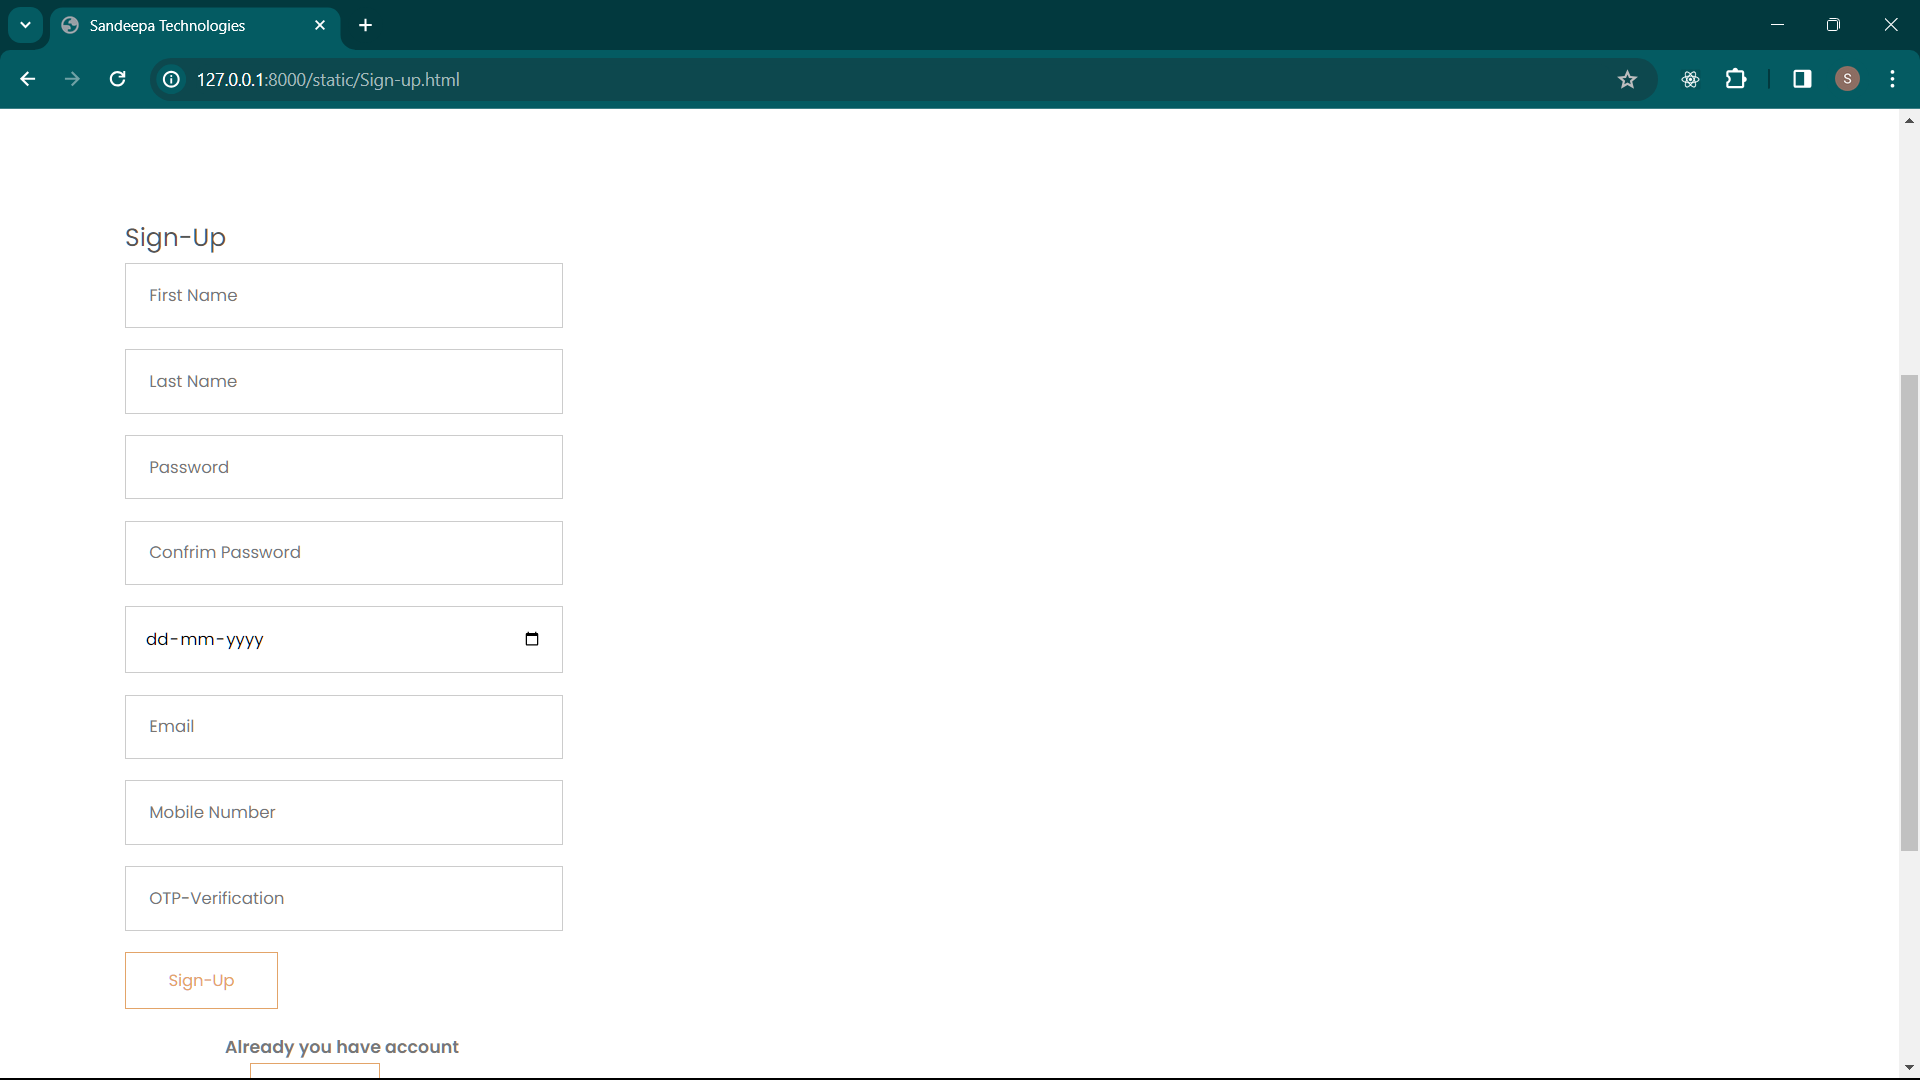 Sandeepa Technologies
127.0.0.1:8000/static/Sign-up.html
S
Sign-Up
First Name
Last Name
Password
Confrim Password
dd-mm-yyyy
Email
Mobile Number
OTP-Verification
Sign-Up
Already you have account